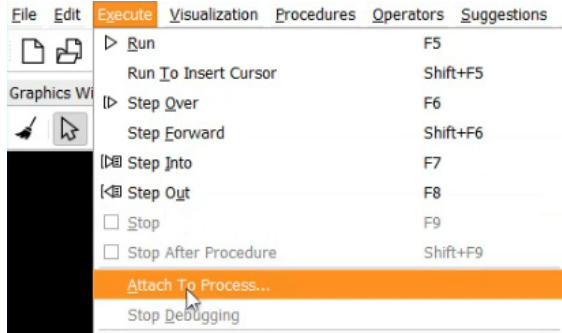 File Edit Execute Visualization Procedures Operators Suggestions
Run F5
Run To Insert Cursor Shift+F5
Graphics Wi
Step Over F6
Step Forward Shift+F6
Step Into F7
Step Out F8
Stop F9
Stop After Procedure Shift+F9
Attach To Process...
Stop Debugging